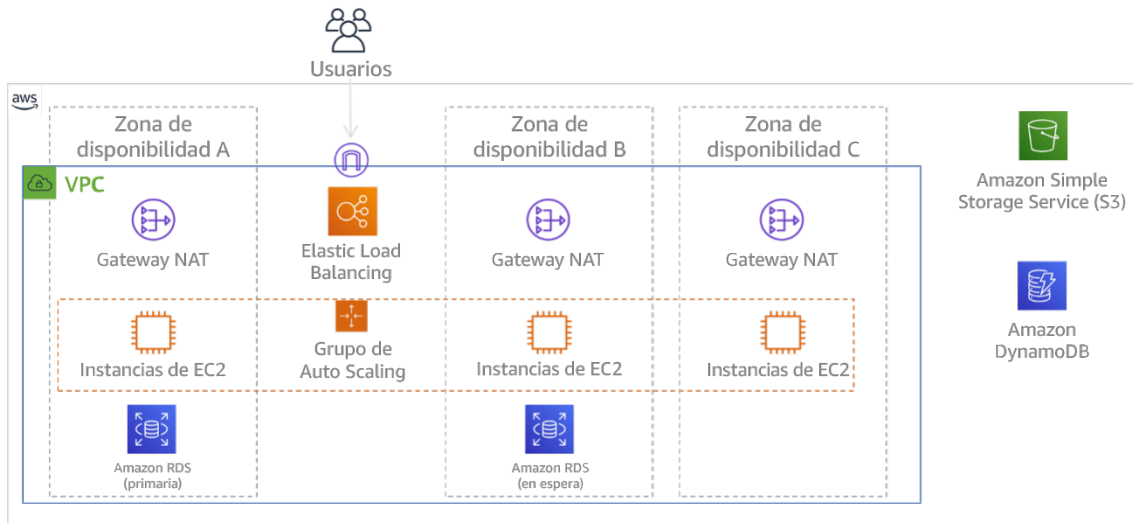 Usuarios
aws
Zona de
disponibilidad A
Zona de
disponibilidad B
Zona de
disponibilidad C
VPC
Gateway NAT
Elastic Load
Balancing
Gateway NAT
Gateway NAT
Amazon Simple
Storage Service (S3)
Instancias de EC2
Grupo de
Auto Scaling
Instancias de EC2
Instancias de EC2
Amazon
DynamoDB
Amazon RDS
(primaria)
Amazon RDS
(en espera)